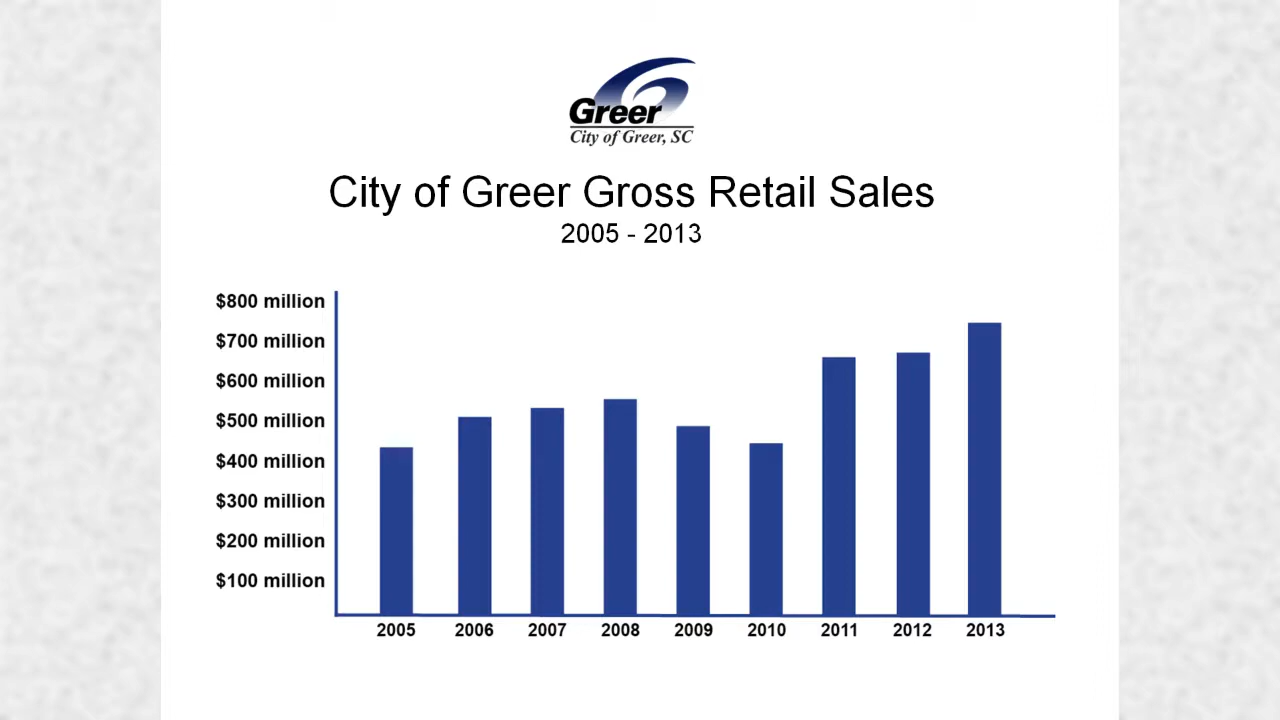 Greer
City of Greer, SC
City of Greer Gross Retail Sales
2005 - 2013
$800 million
$700 million
$600 million
$500 million
$400 million
$300 million
$200 million
$100 million
2005 2006 2007 2008 2009 2010 2011 2012 2013